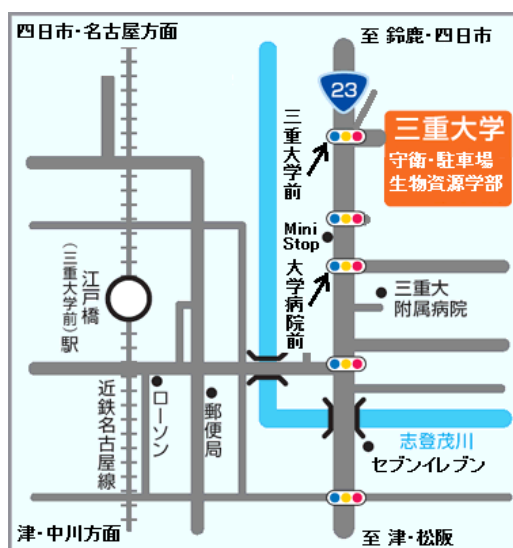 四日市・名古屋方面
至 鈴鹿・四日市
23
三重大学
守衛・駐車場
生物資源学部
三重大学前
Mini
Stop
大学病院前
三重大
附属病院
江戸橋
(三重大学前)駅
近鉄名古屋線
ローソン
郵便局
志登茂川
セブンイレブン
津・中川方面
至 津・松阪